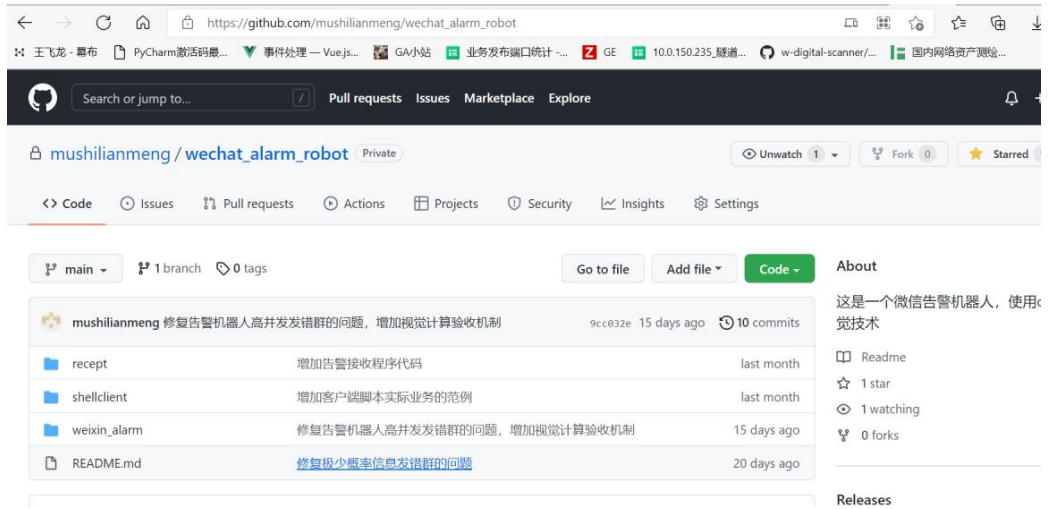 https://github.com/mushilianmeng/wechat_alarm_robot
王飞龙 - 幕布 PyCharm激活码最... 事件处理 — Vue.js... GA小站 业务发布端口统计 -... Z GE 10.0.150.235_隧道... w-digital-scanner/... 国内网络资产测绘...
Search or jump to... / Pull requests Issues Marketplace Explore
mushilianmeng / wechat_alarm_robot Private Unwatch 1 Fork 0 Starred
Code Issues Pull requests Actions Projects Security Insights Settings
main 1 branch 0 tags Go to file Add file Code About
这是一个微信告警机器人，使用
觉技术
mushilianmeng 修复告警机器人高并发发错群的问题，增加视觉计算验收机制 9cc032e 15 days ago 10 commits
recept 增加告警接收程序代码 last month Readme
shellclient 增加客户端脚本实际业务的范例 last month 1 star
weixin_alarm 修复告警机器人高并发发错群的问题，增加视觉计算验收机制 15 days ago 1 watching
README.md 修复极少概率信息发错群的问题 20 days ago 0 forks
Releases